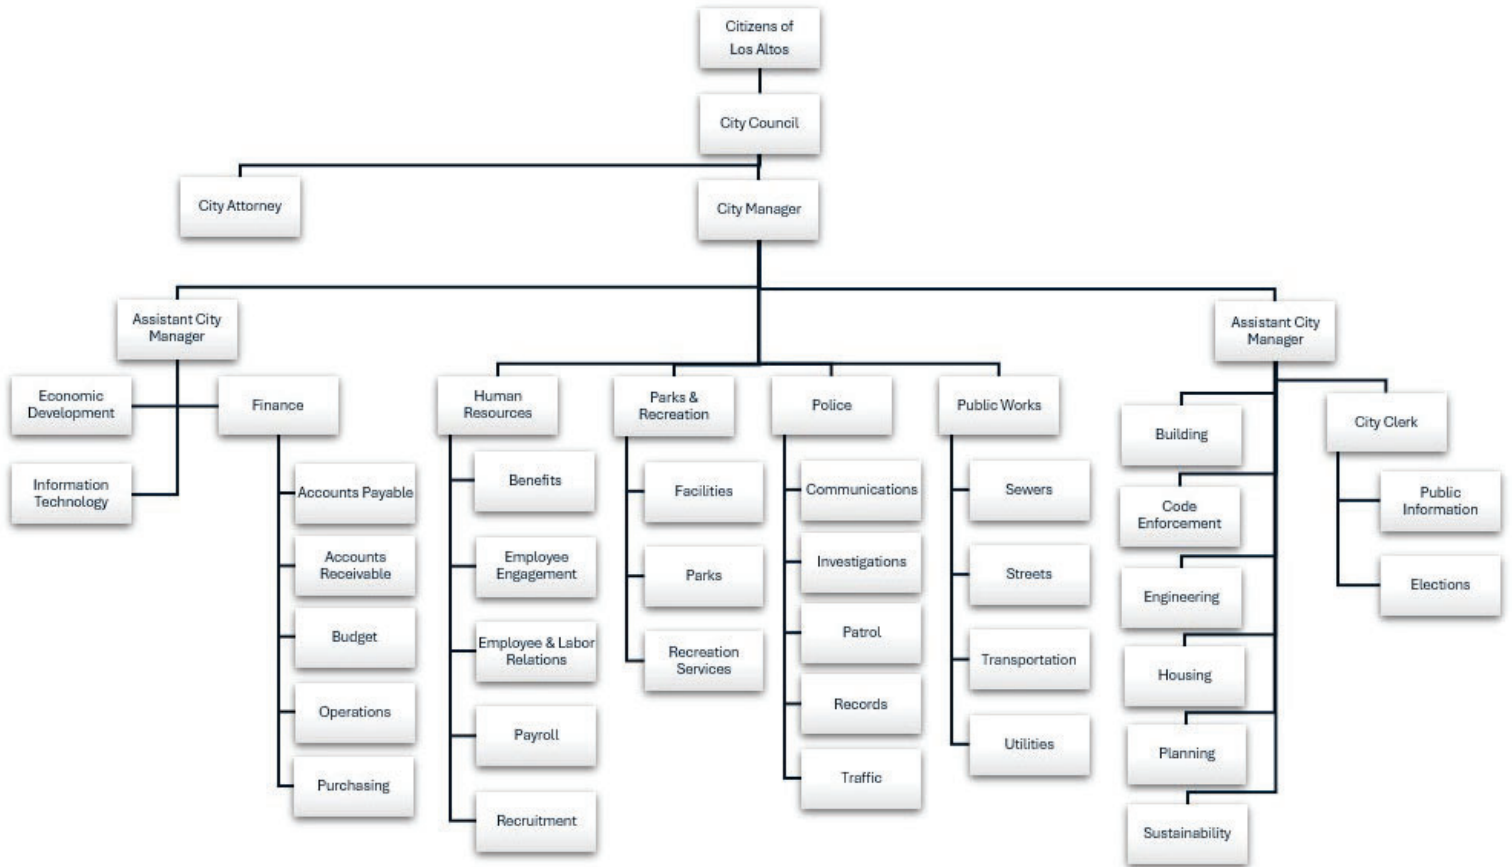 Citizens of
Los Altos
City Council
City Attorney
City Manager
Assistant City
Manager
Assistant City
Manager
Economic
Development
Finance
Information
Technology
Accounts Payable
Accounts
Receivable
Budget
Operations
Purchasing
Human
Resources
Benefits
Employee
Engagement
Employee & Labor
Relations
Payroll
Recruitment
Parks &
Recreation
Facilities
Parks
Recreation
Services
Police
Communications
Investigations
Patrol
Records
Traffic
Public Works
Sewers
Streets
Transportation
Utilities
Building
Code
Enforcement
Engineering
Housing
Planning
Sustainability
City Clerk
Public
Information
Elections